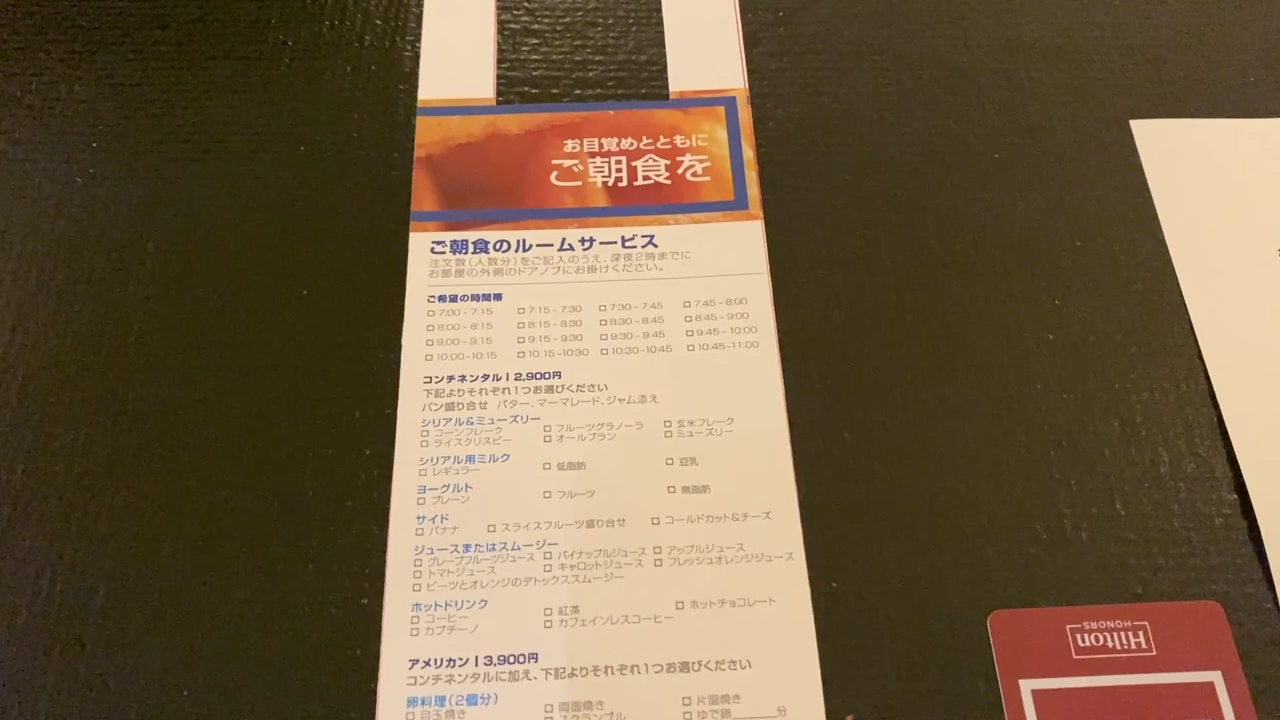 お目覚めとともに
ご朝食を
ご朝食のルームサービス
注文数(人数分)をご記入のうえ、深夜2時までに
お部屋の外側のドアノブにお掛けください。
ご希望の時間帯
□ 7:00 - 7:15 □ 7:15 - 7:30 □ 7:30 - 7:45 □ 7:45 - 8:00
□ 8:00 - 8:15 □ 8:15 - 8:30 □ 8:30 - 8:45 □ 8:45 - 9:00
□ 9:00 - 9:15 □ 9:15 - 9:30 □ 9:30 - 9:45 □ 9:45 - 10:00
□ 10:00 - 10:15 □ 10:15 - 10:30 □ 10:30 - 10:45 □ 10:45 - 11:00
コンチネンタル | 2,900円
下記よりそれぞれ1つお選びください
パン盛り合せ バター、マーマレード、ジャム添え
シリアル&ミューズリー
□ コーンフレーク □ フルーツグラノーラ □ 玄米フレーク
□ ライスクリスピー □ オールブラン □ ミューズリー
シリアル用ミルク
□ レギュラー □ 低脂肪 □ 豆乳
ヨーグルト
□ プレーン □ フルーツ □ 無脂肪
サイド
□ バナナ □ スライスフルーツ盛り合せ □ コールドカット&チーズ
ジュースまたはスムージー
□ グレープフルーツジュース □ パイナップルジュース □ アップルジュース
□ トマトジュース □ キャロットジュース □ フレッシュオレンジジュース
□ ビーツとオレンジのデトックススムージー
ホットドリンク
□ コーヒー □ 紅茶 □ ホットチョコレート
□ カプチーノ □ カフェインレスコーヒー
アメリカン | 3,900円
コンチネンタルに加え、下記よりそれぞれ1つお選びください
卵料理(2個分)
□ 目玉焼き □ 両面焼き □ 片面焼き
□ スクランブル □ ゆで卵______分
Hilton
HONORS